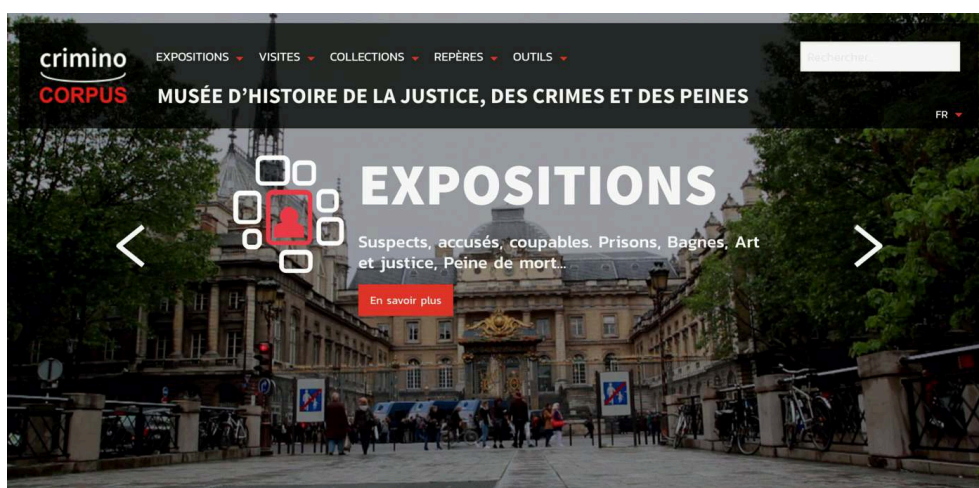 crimino
CORPUS
EXPOSITIONS VISITES COLLECTIONS REPÈRES OUTILS
Rechercher...
MUSÉE D'HISTOIRE DE LA JUSTICE, DES CRIMES ET DES PEINES
FR
EXPOSITIONS
Suspects, accusés, coupables. Prisons, Bagnes, Art
et justice, Peine de mort...
En savoir plus